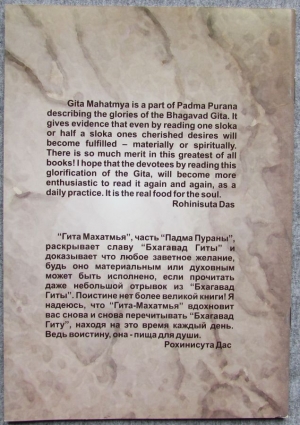 Gita Mahatmya is a part of Padma Purana
describing the glories of the Bhagavad Gita. It
gives evidence that even by reading one sloka
or half a sloka ones cherished desires will
become fulfilled – materially or spiritually.
There is so much merit in this greatest of all
books! I hope that the devotees by reading this
glorification of the Gita, will become more
enthusiastic to read it again and again, as a
daily practice. It is the real food for the soul.
Rohinisuta Das
"Гита Махатмья", часть "Падма Пураны",
раскрывает славу "Бхагавад Гиты" и
доказывает что любое заветное желание,
будь оно материальным или духовным
может быть исполнено, если прочитать
даже небольшой отрывок из "Бхагавад
Гиты". Поистине нет более великой книги! Я
надеюсь, что "Гита-Махатмья" вдохновит
вас снова и снова перечитывать "Бхагавад
Гиту", находя на это время каждый день.
Ведь воистину, она - пища для души.
Рохинисута Дас